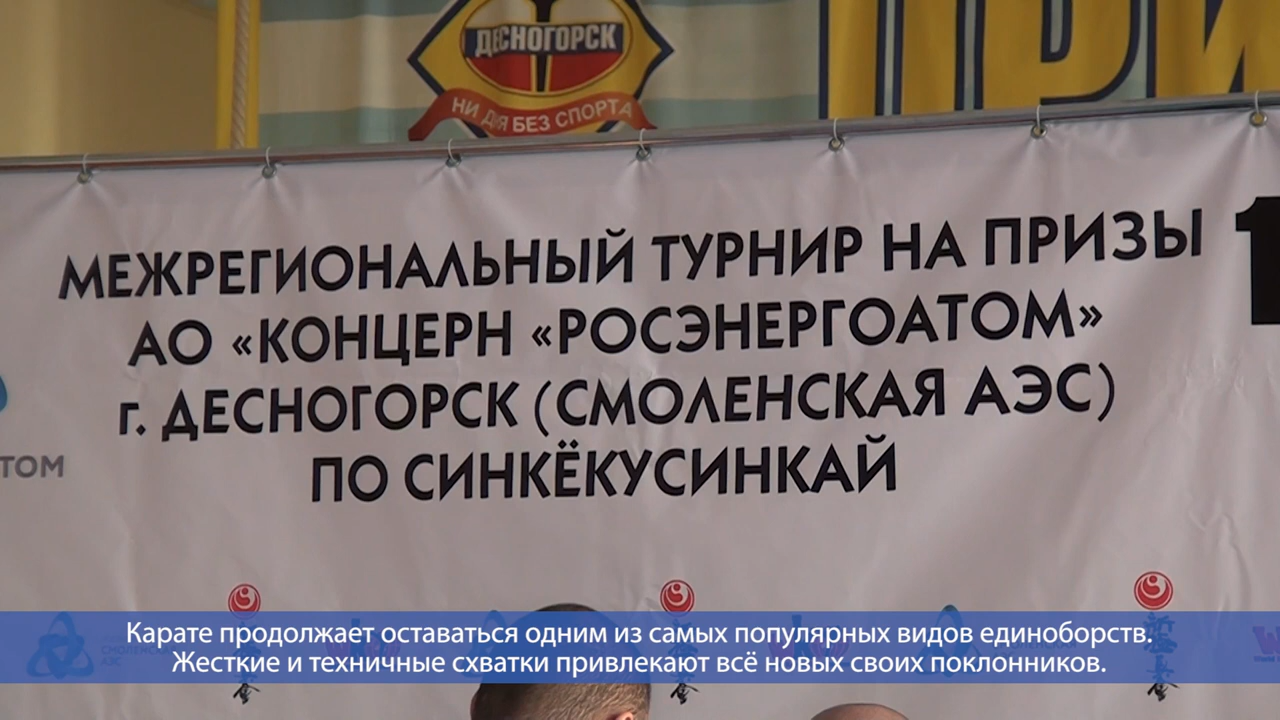 ДЕСНОГОРСК
НИ ДНЯ БЕЗ СПОРТА
МЕЖРЕГИОНАЛЬНЫЙ ТУРНИР НА ПРИЗЫ
АО «КОНЦЕРН «РОСЭНЕРГОАТОМ»
г. ДЕСНОГОРСК (СМОЛЕНСКАЯ АЭС)
ТОМ
ПО СИНКЁКУСИНКАЙ
Карате продолжает оставаться одним из самых популярных видов единоборств.
Жесткие и техничные схватки привлекают всё новых своих поклонников.